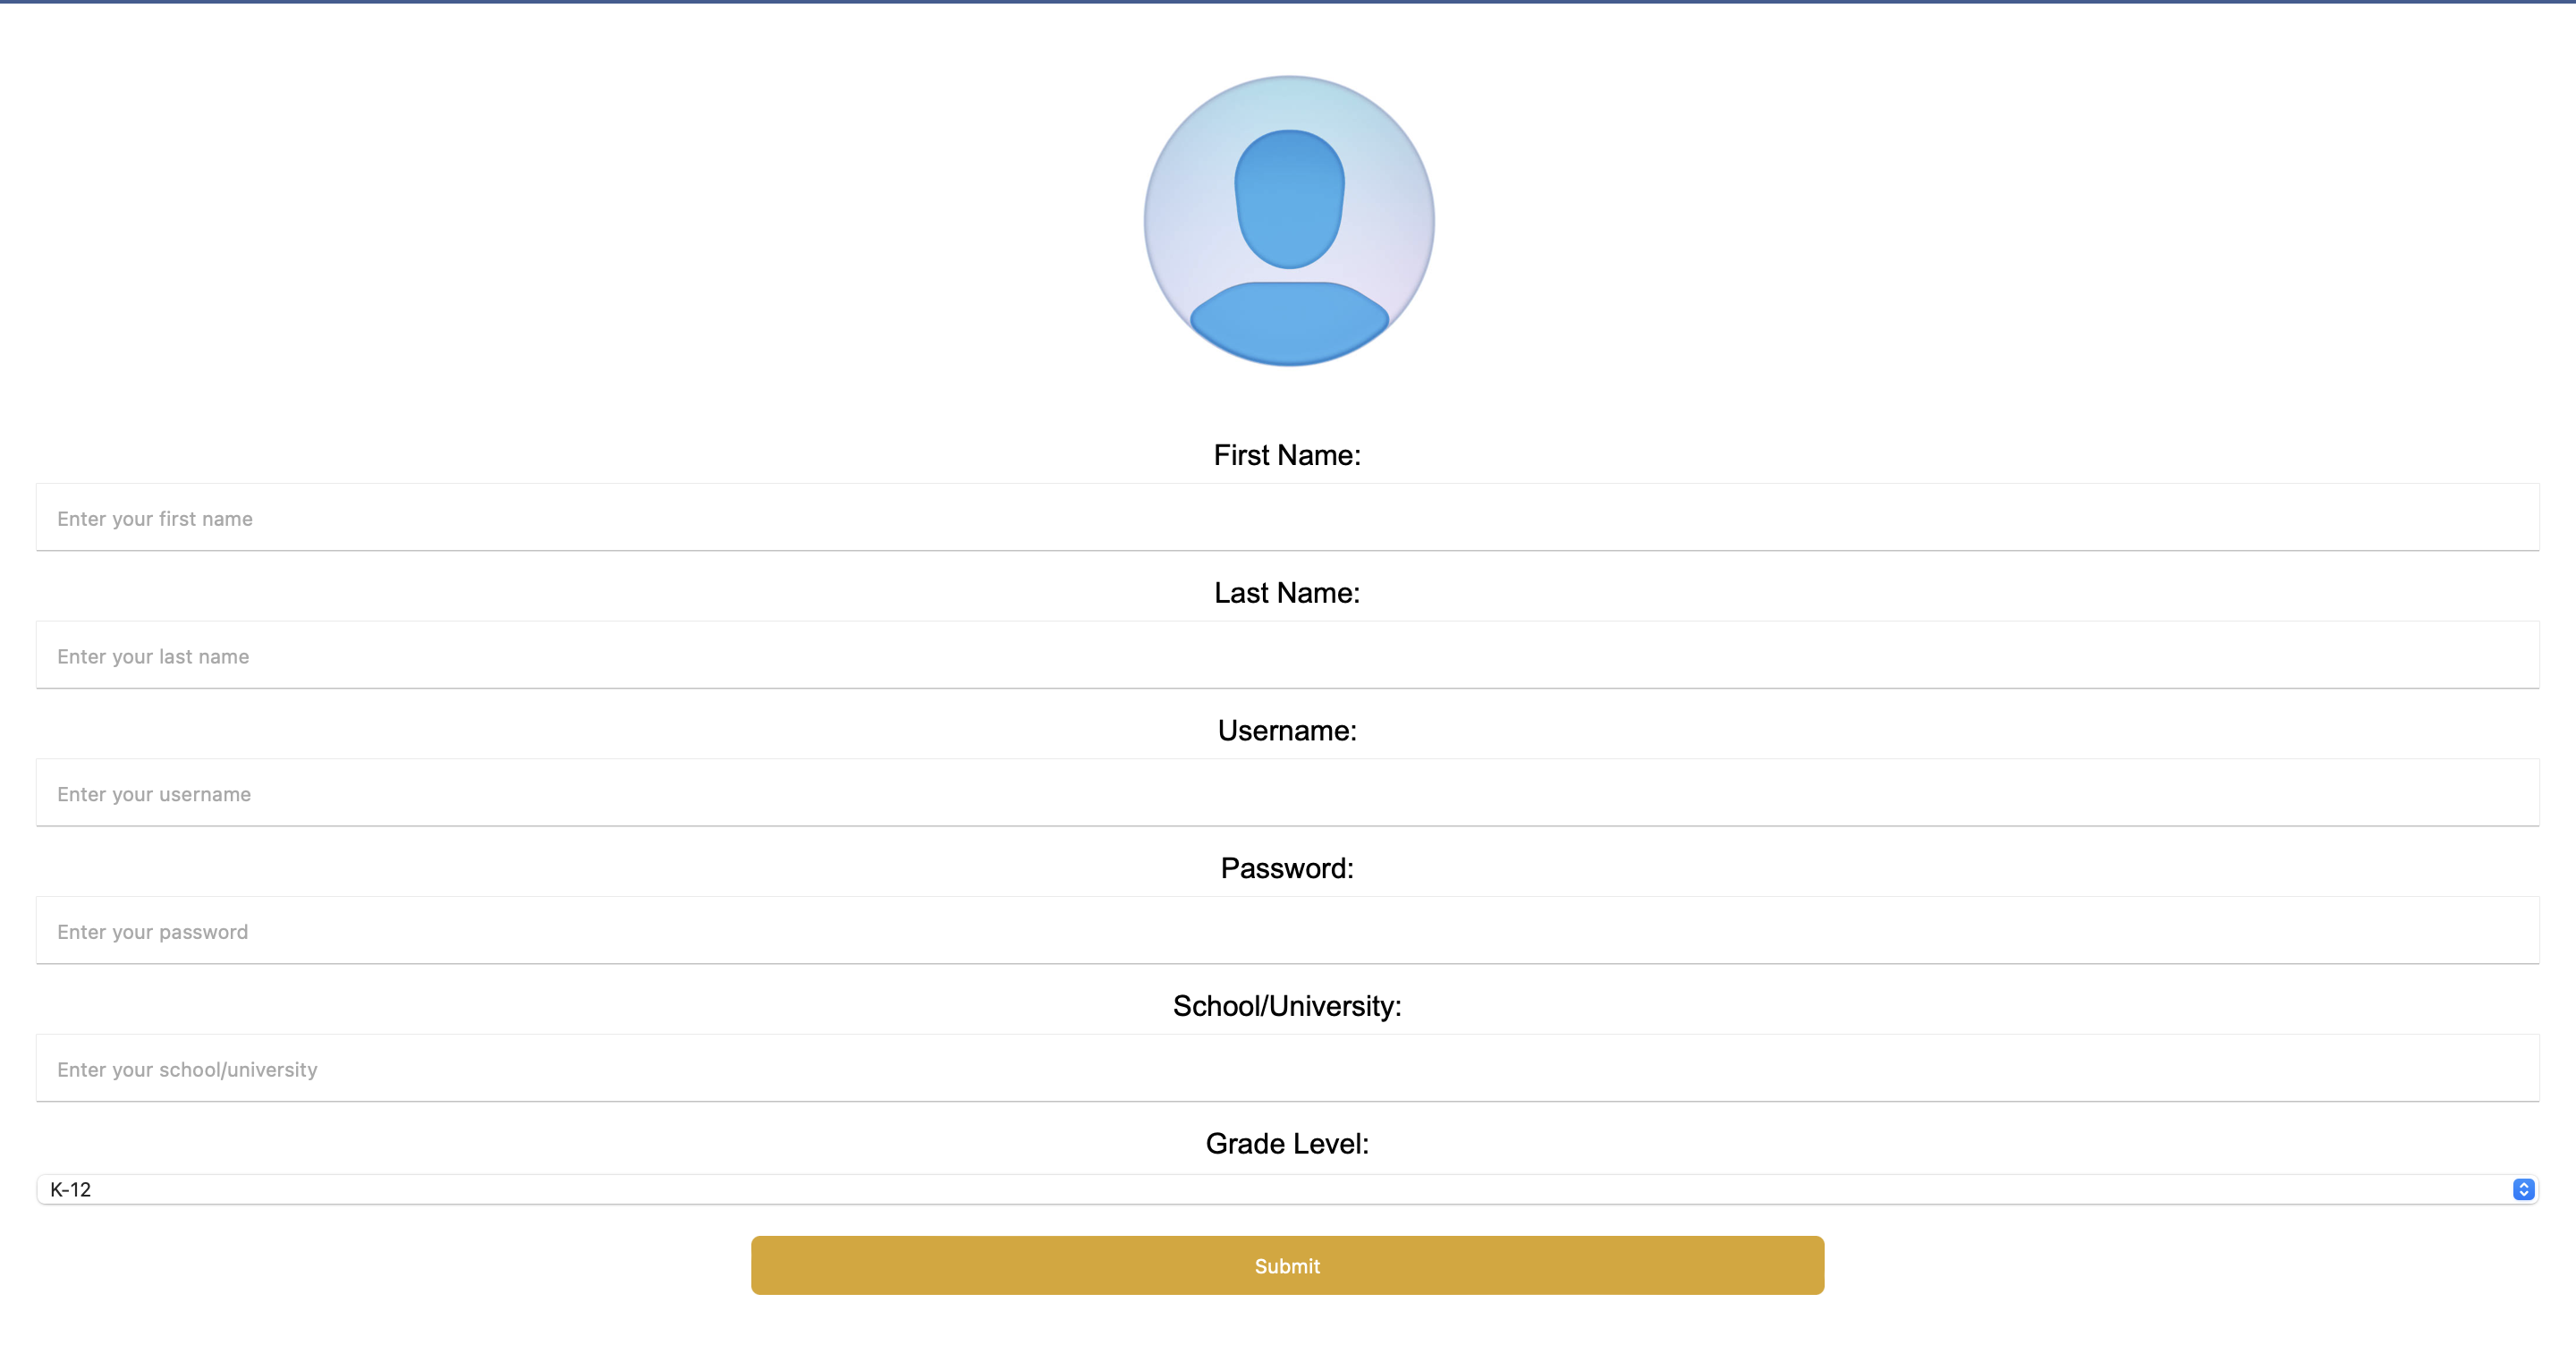 First Name:
Enter your first name
Last Name:
Enter your last name
Username:
Enter your username
Password:
Enter your password
School/University:
Enter your school/university
Grade Level:
K-12
Submit